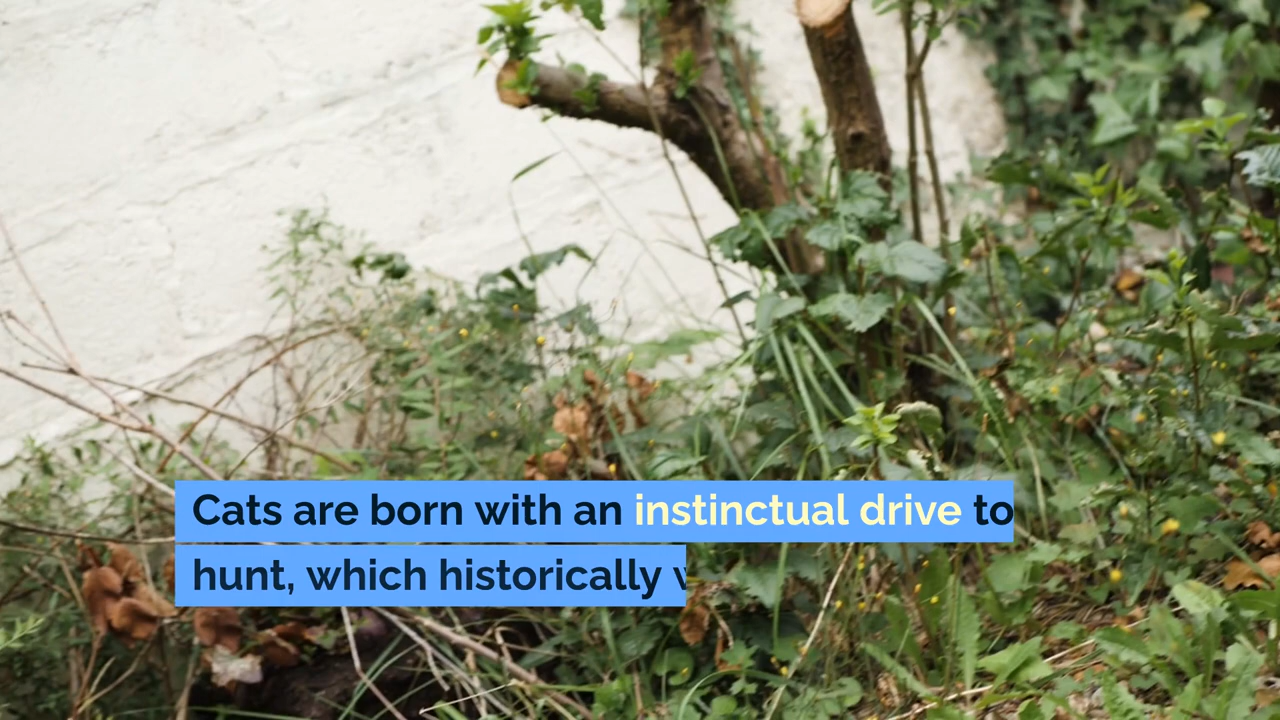 Cats are born with an instinctual drive to
hunt, which historically